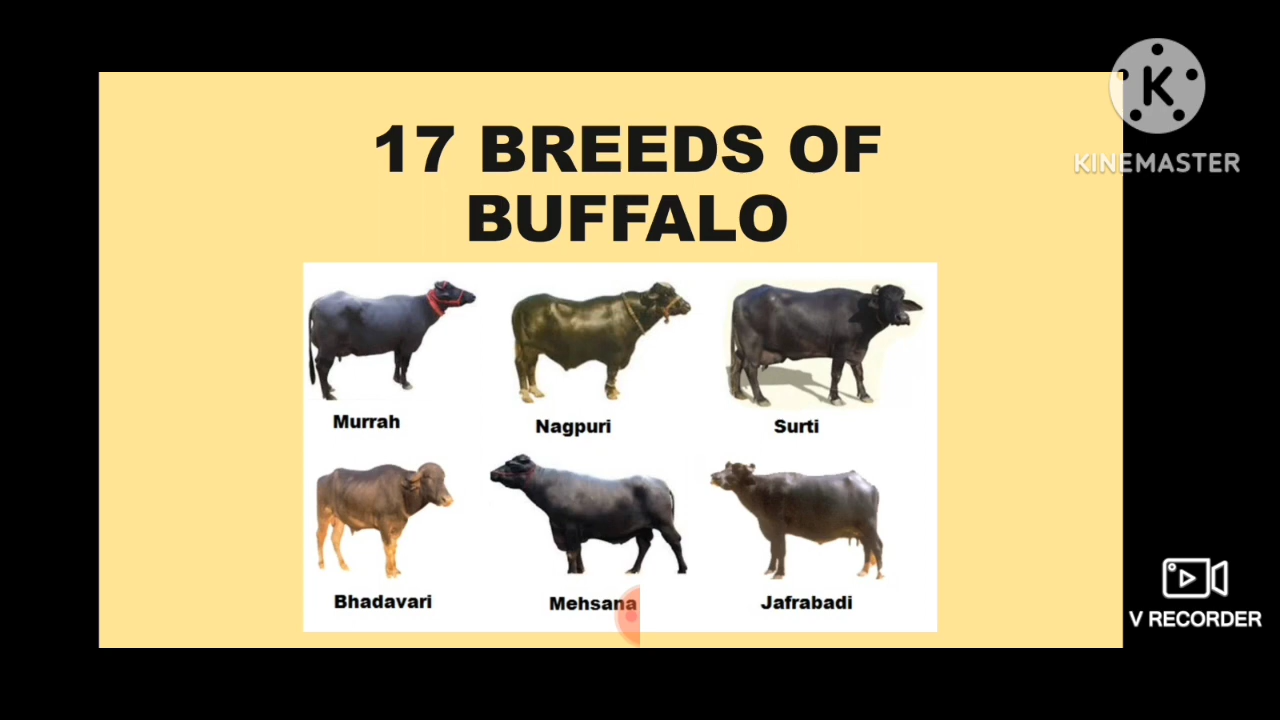 17 BREEDS OF
BUFFALO
Murrah
Nagpuri
Surti
Bhadavari
Mehsana
Jafrabadi
K
KINEMASTER
V RECORDER